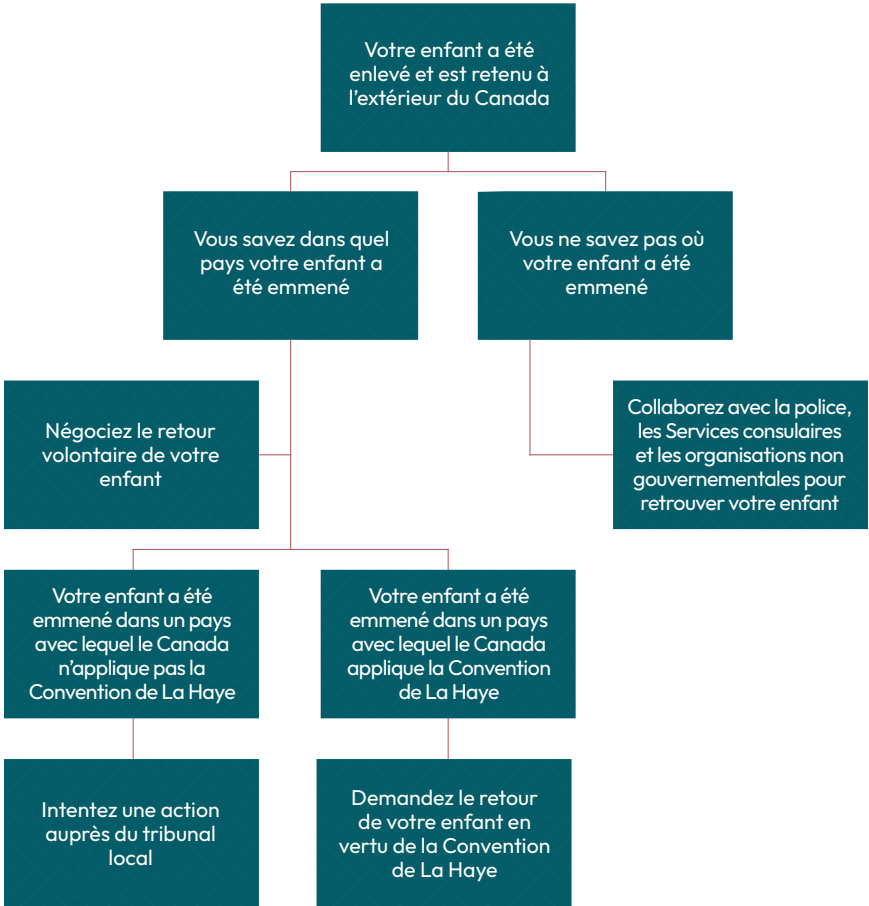 Votre enfant a été
enlevé et est retenu à
l'extérieur du Canada
Vous savez dans quel
pays votre enfant a
été emmené
Vous ne savez pas où
votre enfant a été
emmené
Négociez le retour
volontaire de votre
enfant
Collaborez avec la police,
les Services consulaires
et les organisations non
gouvernementales pour
retrouver votre enfant
Votre enfant a été
emmené dans un pays
avec lequel le Canada
n'applique pas la
Convention de La Haye
Votre enfant a été
emmené dans un pays
avec lequel le Canada
applique la Convention
de La Haye
Intentez une action
auprès du tribunal
local
Demandez le retour
de votre enfant en
vertu de la Convention
de La Haye